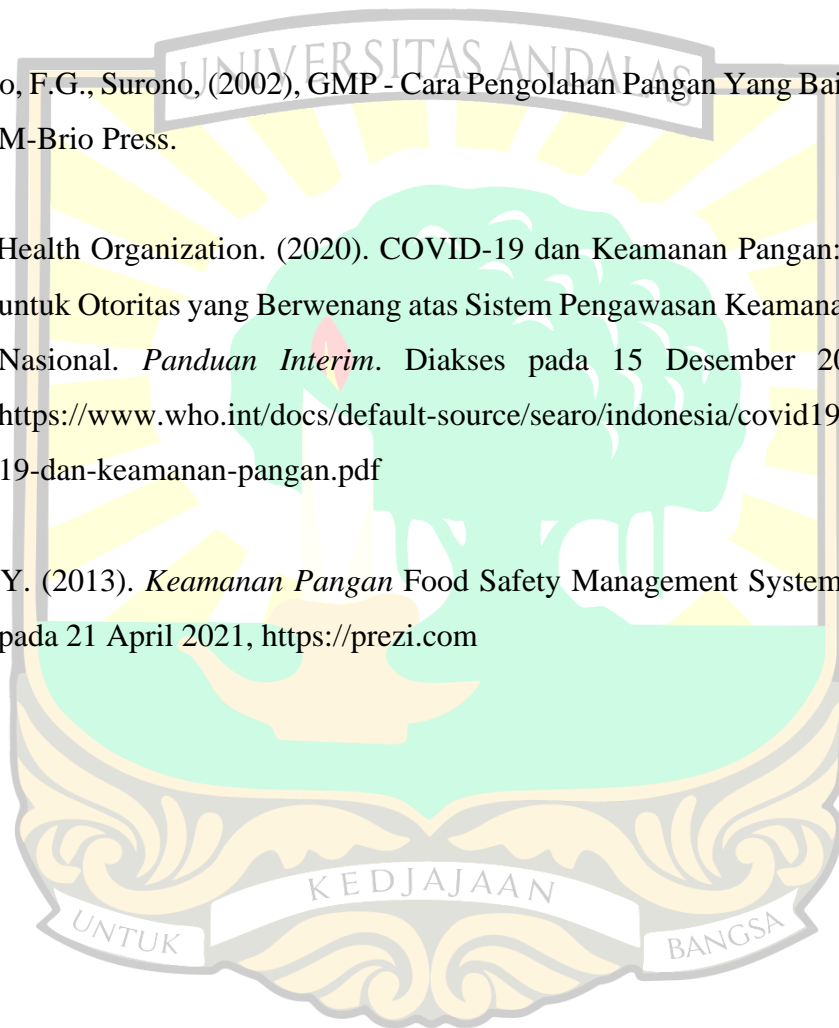 UNIVERSITAS ANDALAS
o, F.G., Surono, (2002), GMP - Cara Pengolahan Pangan Yang Bai
M-Brio Press.
Health Organization. (2020). COVID-19 dan Keamanan Pangan:
untuk Otoritas yang Berwenang atas Sistem Pengawasan Keamana
Nasional. Panduan Interim. Diakses pada 15 Desember 20
https://www.who.int/docs/default-source/searo/indonesia/covid19
19-dan-keamanan-pangan.pdf
Y. (2013). Keamanan Pangan Food Safety Management System
pada 21 April 2021, https://prezi.com
UNTUK KEDJAJAAN BANGSA